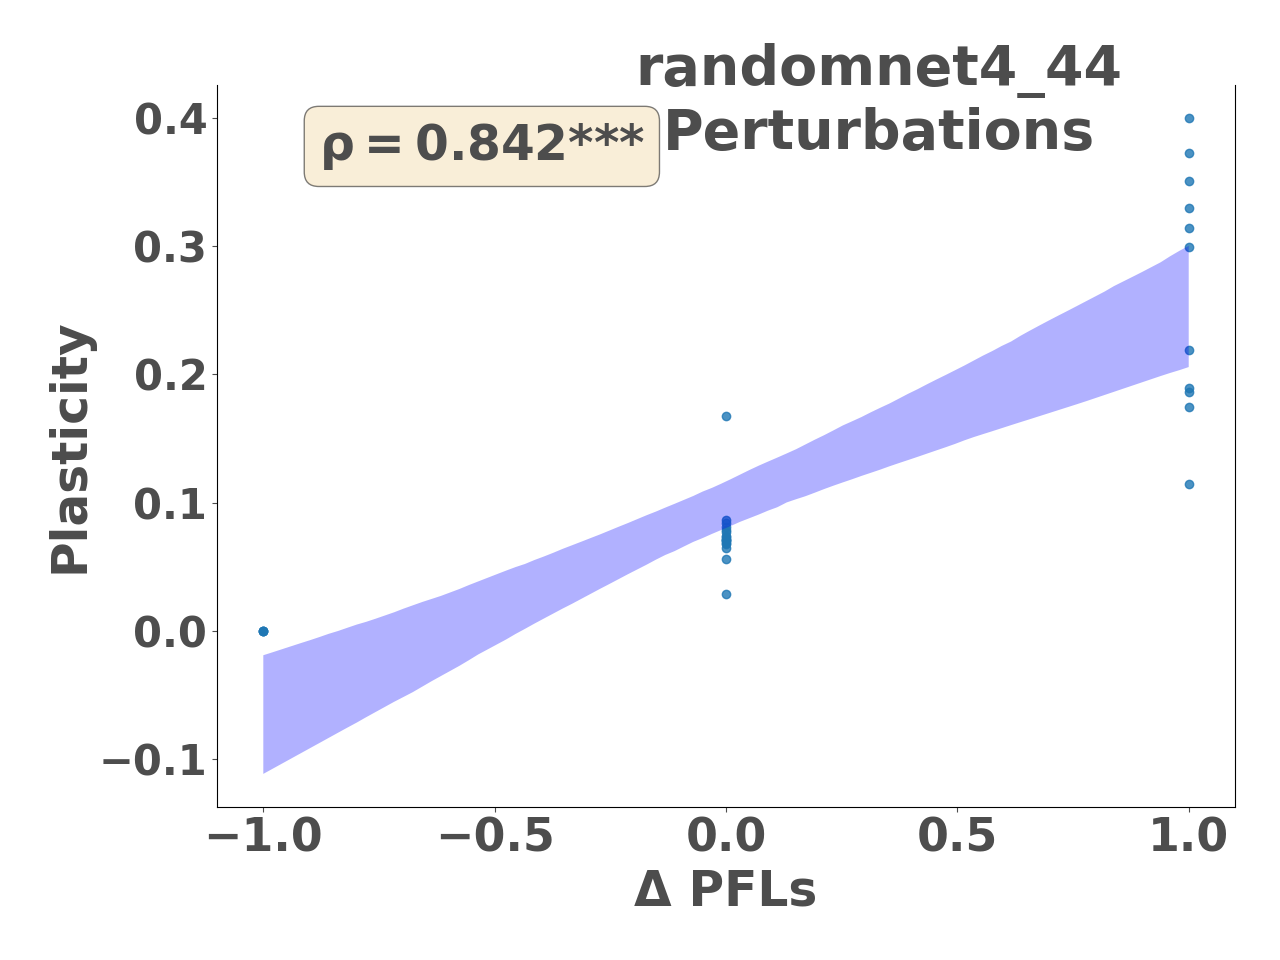 randomnet4_44
Perturbations
ρ = 0.842***
0.4
0.3
0.2
0.1
0.0
−0.1
Plasticity
−1.0
−0.5
0.0
0.5
1.0
Δ PFLs